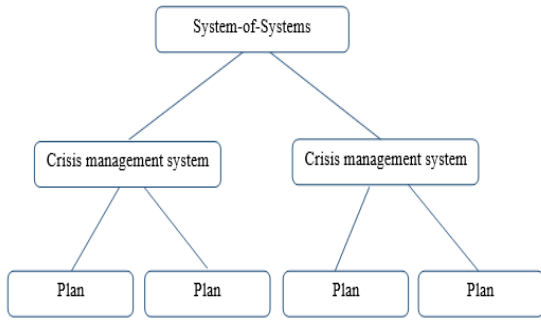 System-of-Systems
Crisis management system
Crisis management system
Plan
Plan
Plan
Plan